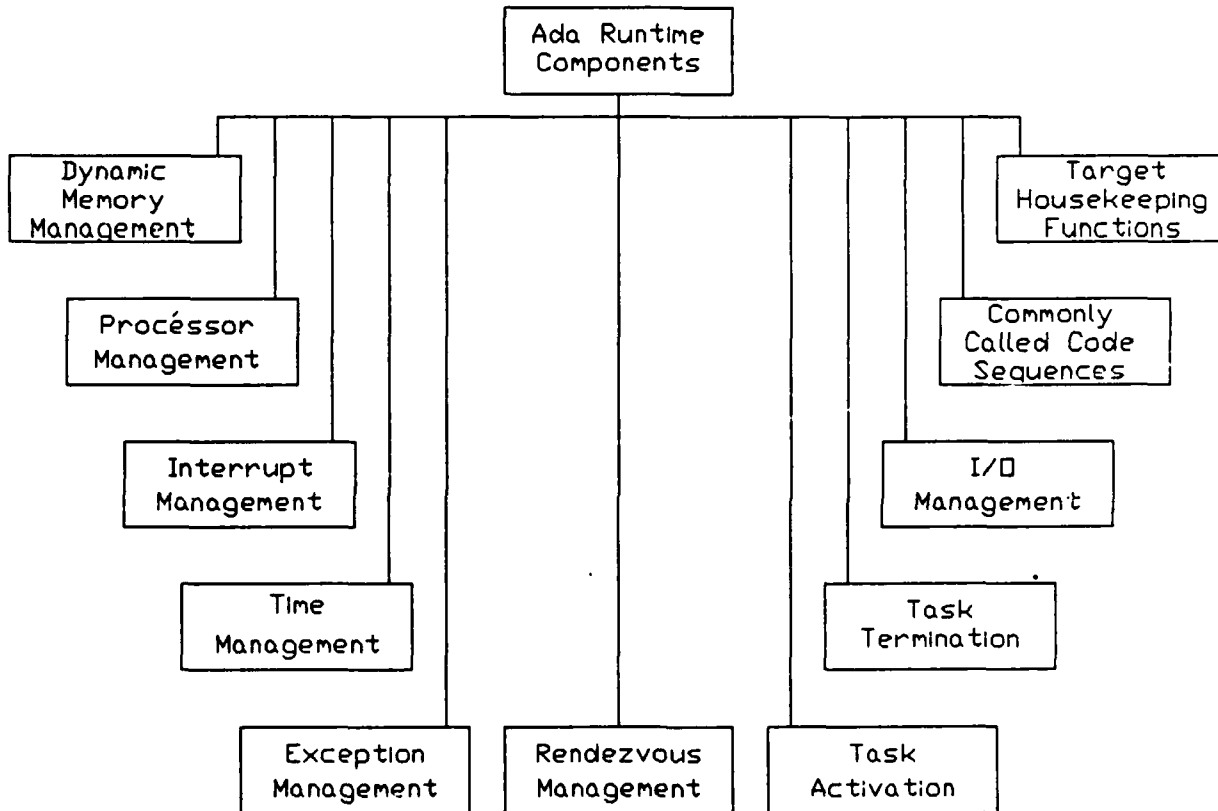 Ada Runtime
Components
Dynamic
Memory
Management
Target
Housekeeping
Functions
Processor
Management
Commonly
Called Code
Sequences
Interrupt
Management
I/O
Management
Time
Management
Task
Termination
Exception
Management
Rendezvous
Management
Task
Activation